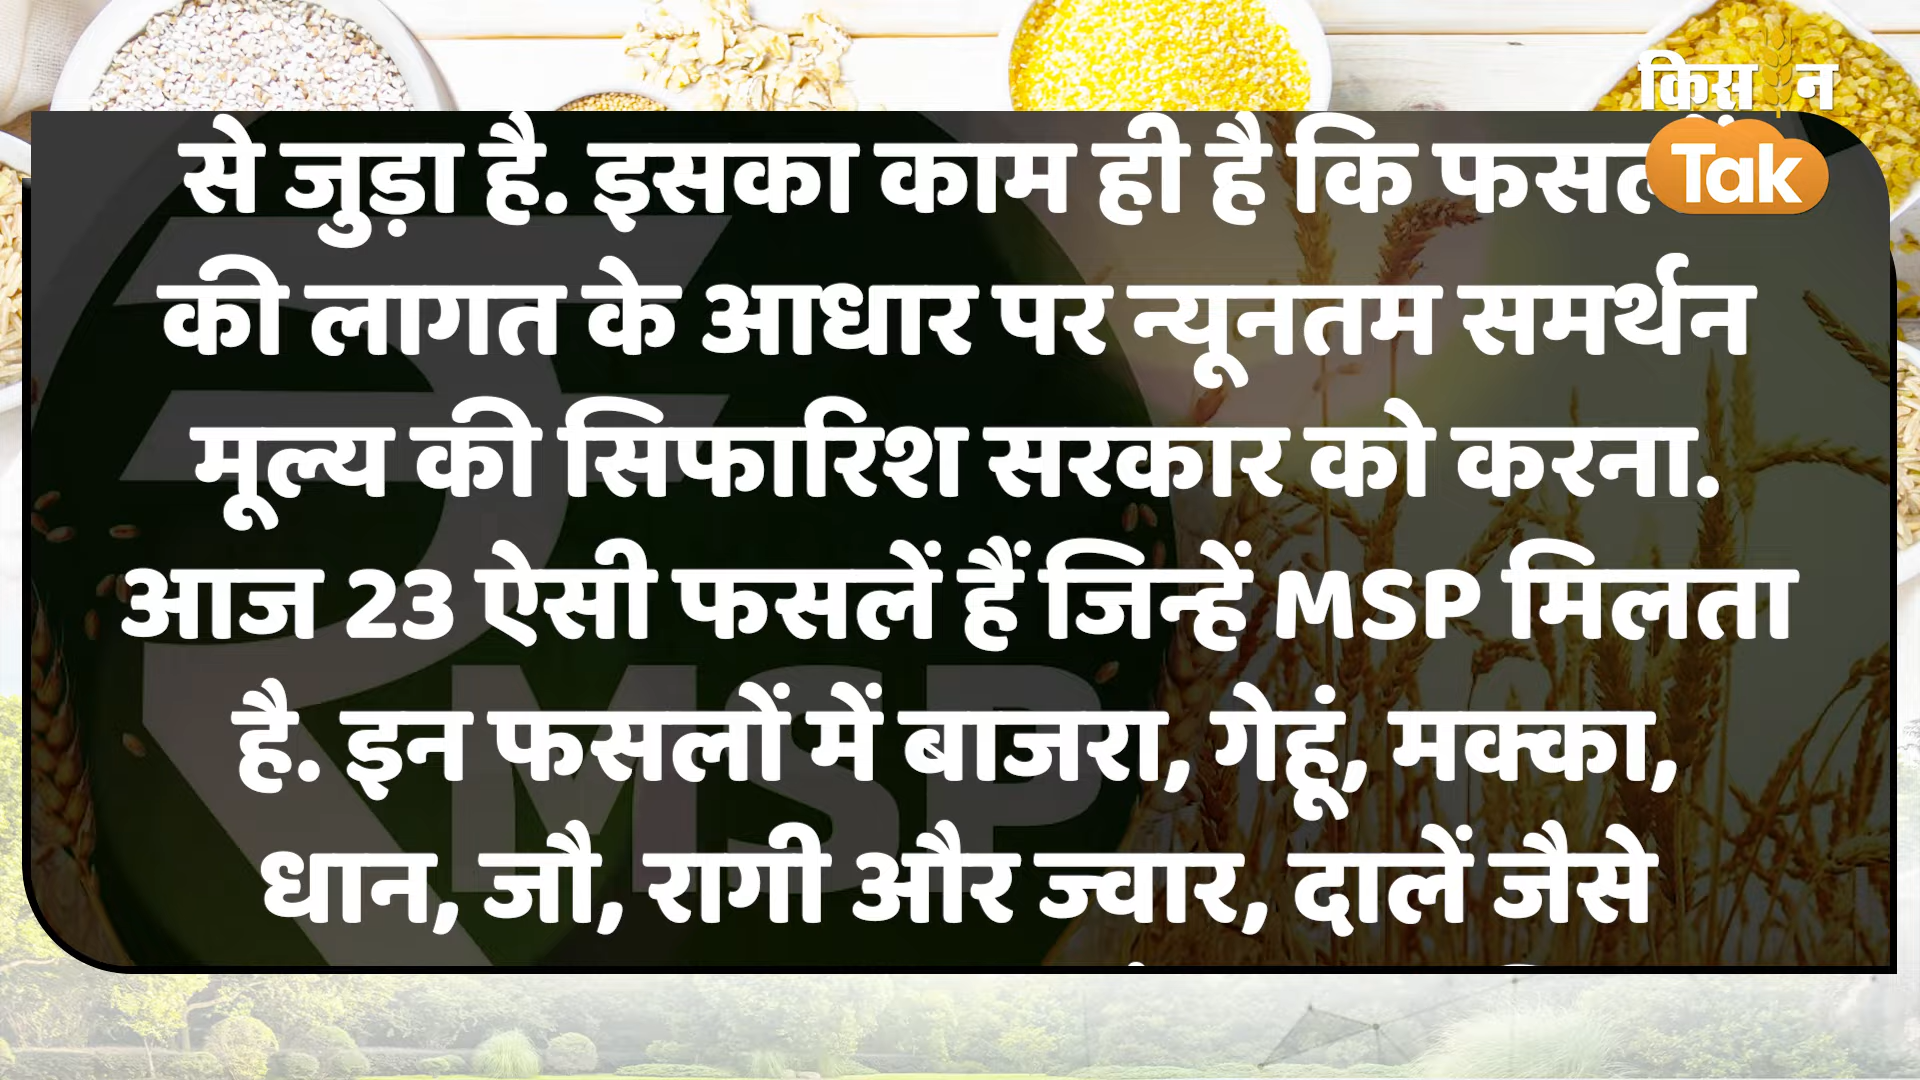 किसान
Tak
से जुड़ा है. इसका काम ही है कि
की लागत के आधार पर न्यूनतम समर्थन
मूल्य की सिफारिश सरकार को करना.
आज 23 ऐसी फसलें हैं जिन्हें MSP मिलता
है. इन फसलों में बाजरा, गेहूं, मक्का,
धान, जौ, रागी और ज्वार, दालें जैसे
MSP